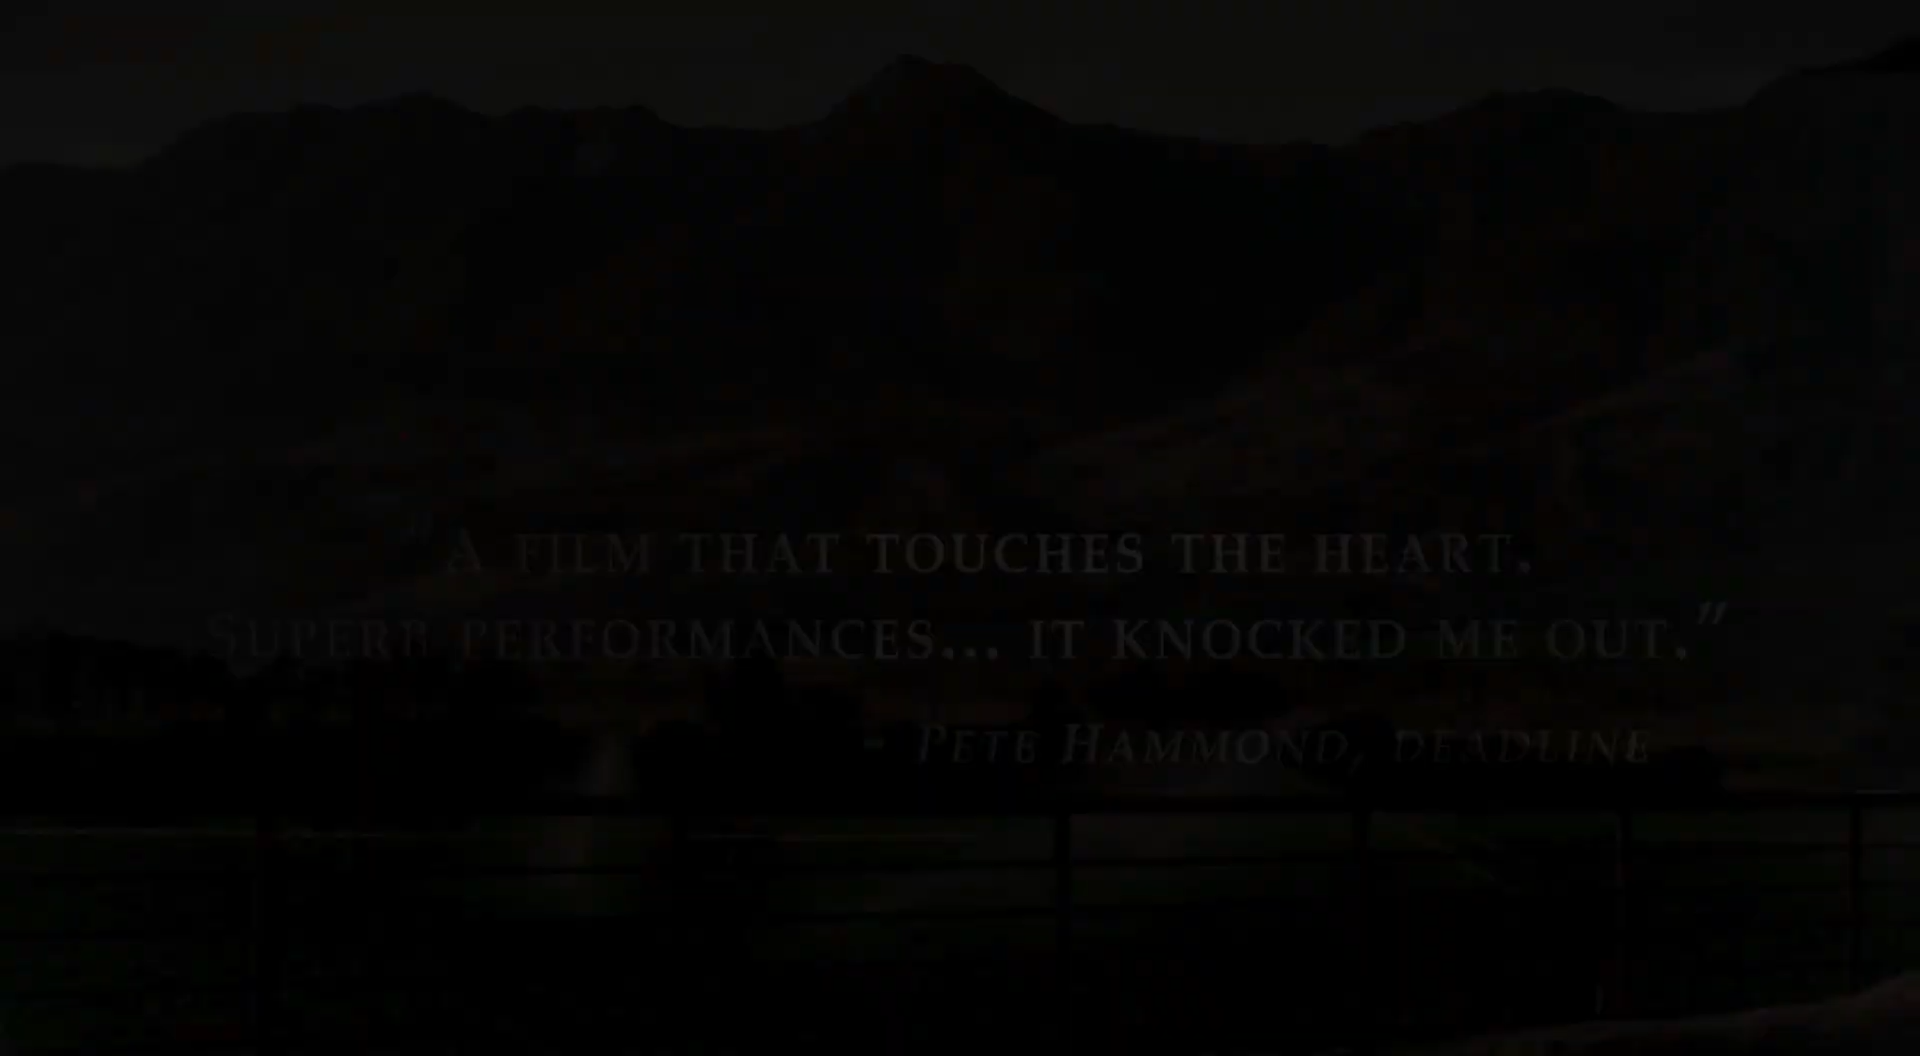 "A FILM THAT TOUCHES THE HEART.
SUPERB PERFORMANCES... IT KNOCKED ME OUT."
- PETE HAMMOND, DEADLINE